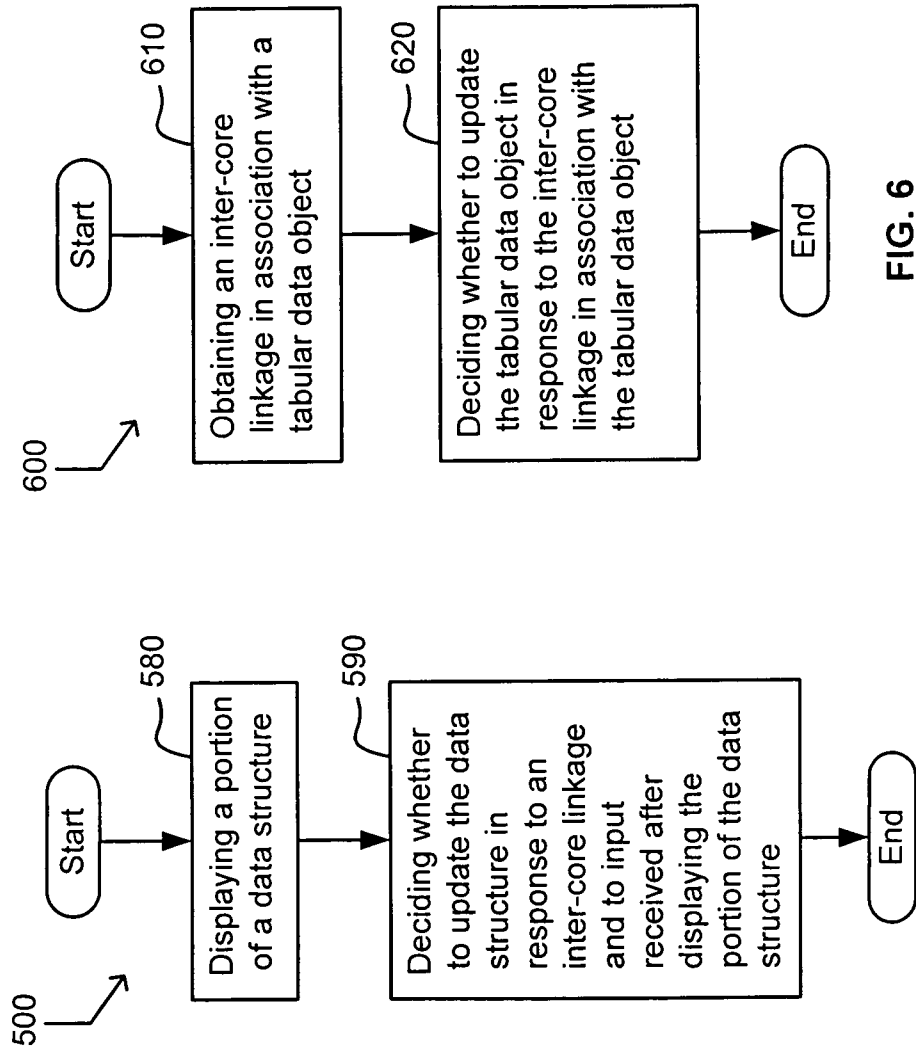 500
Start
580
Displaying a portion
of a data structure
590
Deciding whether
to update the data
structure in
response to an
inter-core linkage
and to input
received after
displaying the
portion of the data
structure
End
600
Start
610
Obtaining an inter-core
linkage in association with a
tabular data object
620
Deciding whether to update
the tabular data object in
response to the inter-core
linkage in association with
the tabular data object
End
FIG. 6